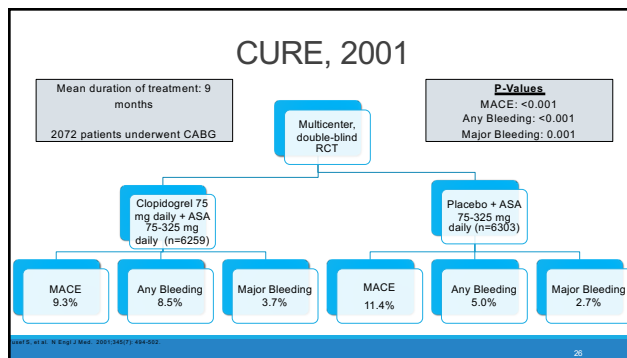 CURE, 2001
Mean duration of treatment: 9
months
2072 patients underwent CABG
P-Values
MACE: <0.001
Any Bleeding: <0.001
Major Bleeding: 0.001
Multicenter,
double-blind
RCT
Clopidogrel 75
mg daily + ASA
75-325 mg
daily (n=6259)
Placebo + ASA
75-325 mg
daily (n=6303)
MACE
9.3%
Any Bleeding
8.5%
Major Bleeding
3.7%
MACE
11.4%
Any Bleeding
5.0%
Major Bleeding
2.7%
usef S, et al. N Engl J Med. 2001;345(7):494-502.
26